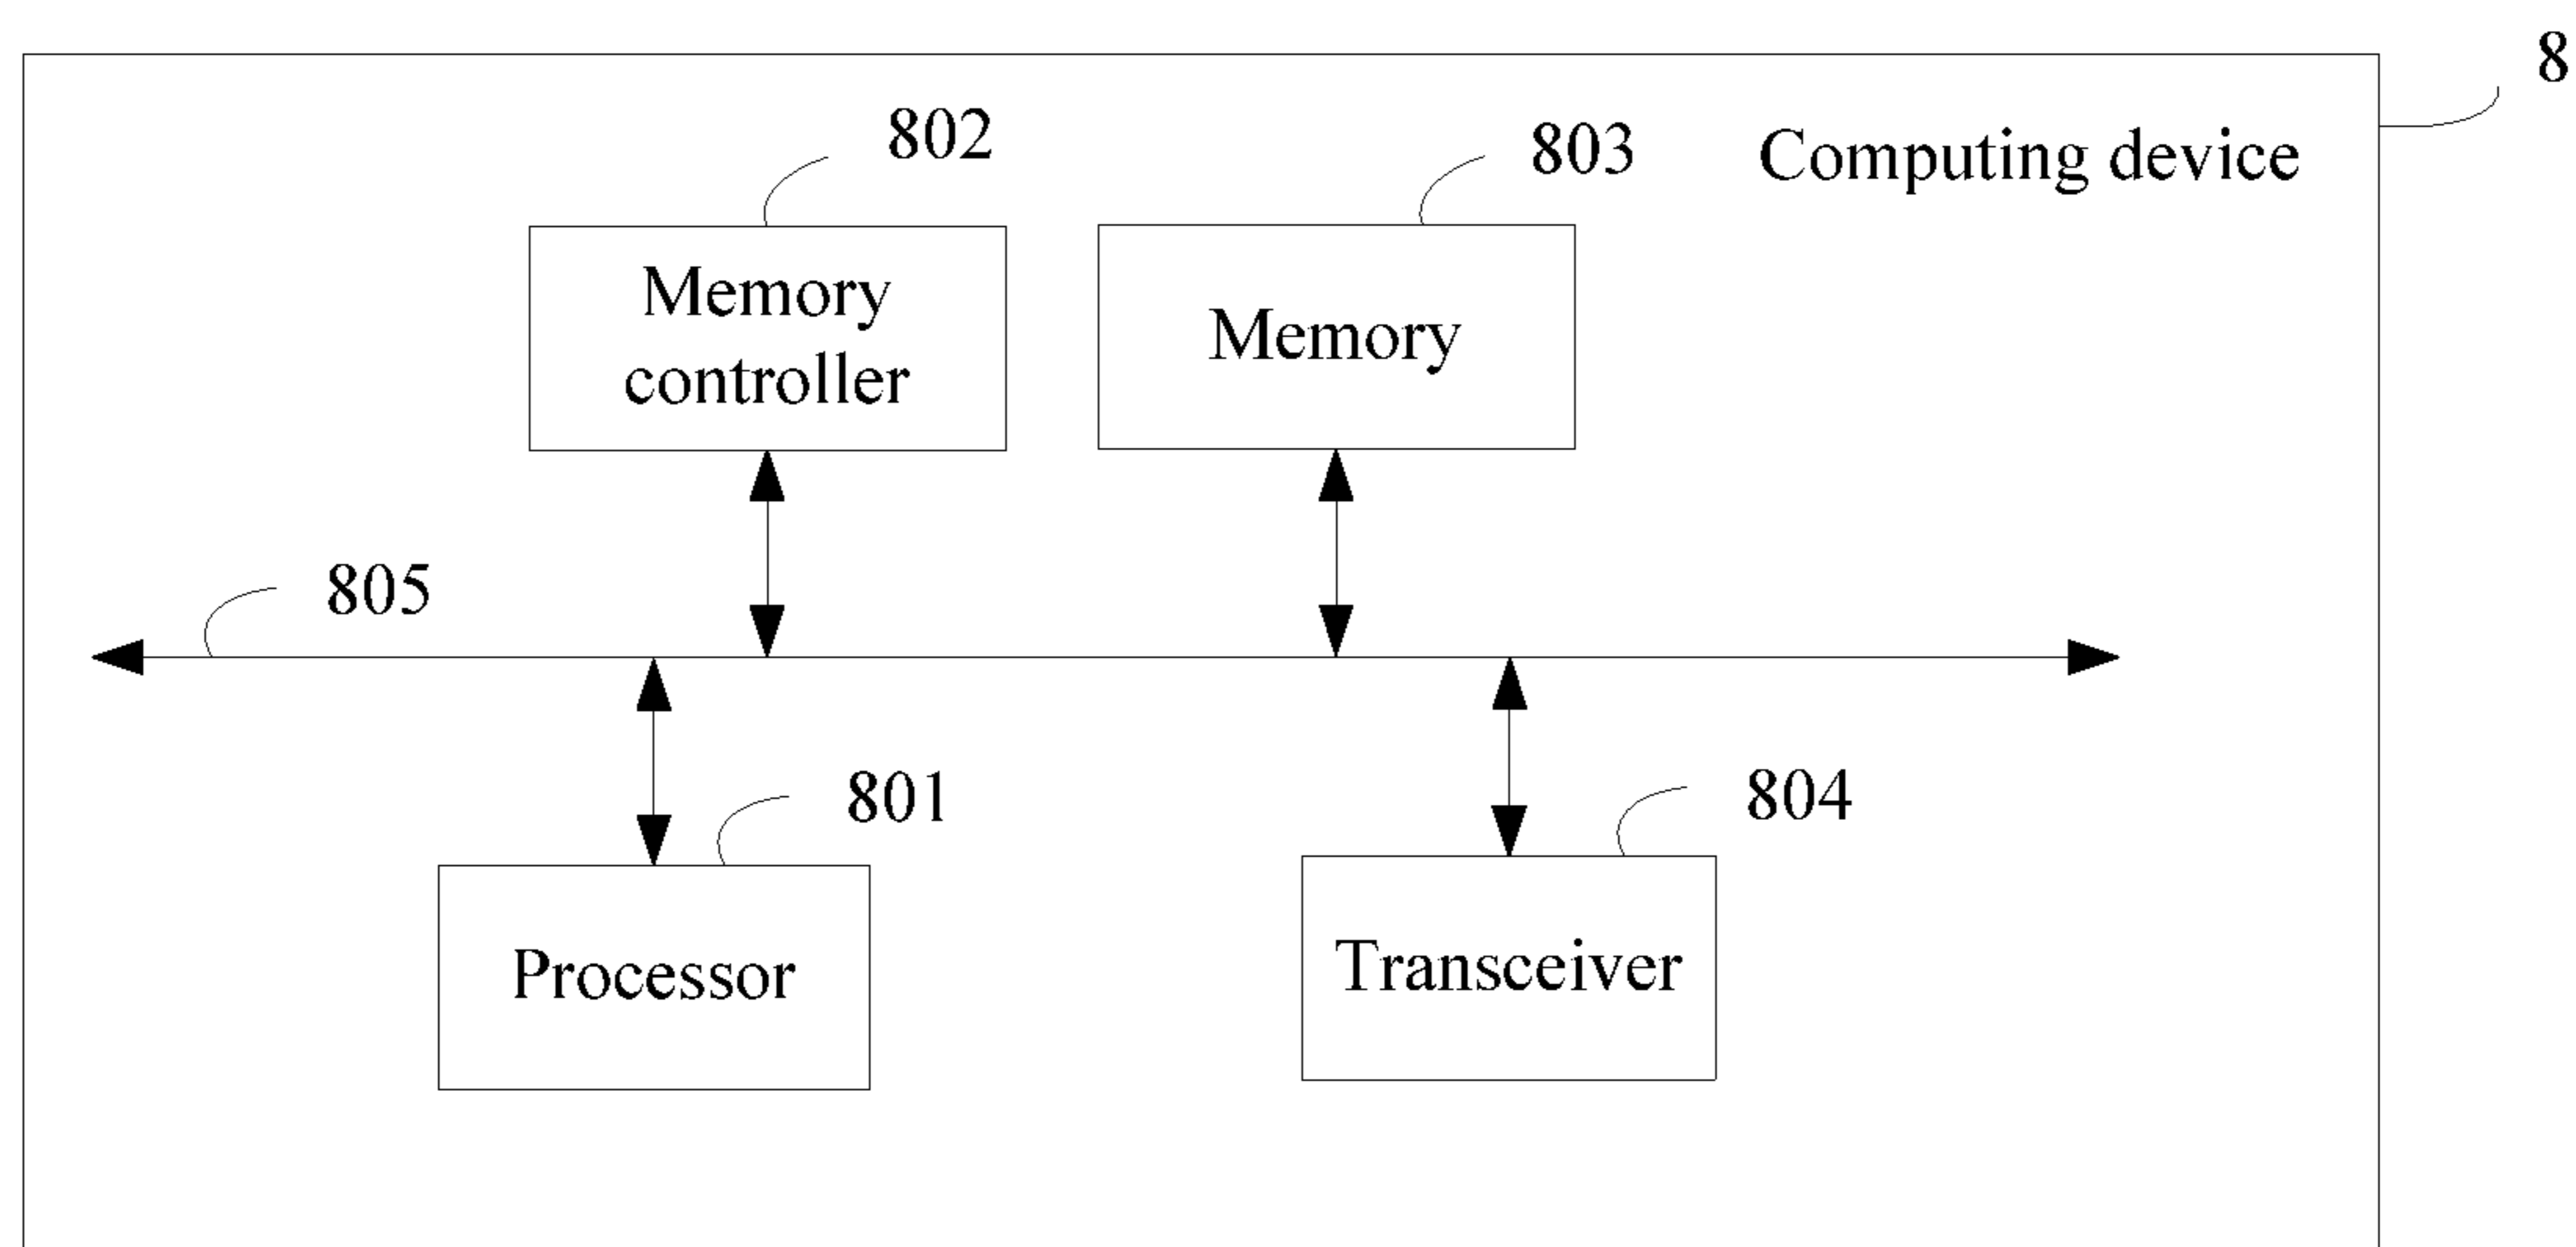 8
Computing device
802
803
Memory
controller
Memory
805
801
804
Processor
Transceiver